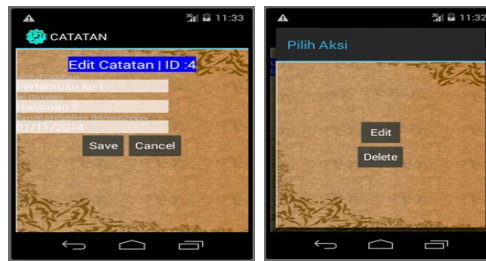 11:33
CATATAN
Edit Catatan | ID :4
Pertemuan ke 1
Halaman 9
01/11/2014
Save
Cancel
11:32
Pilih Aksi
Edit
Delete